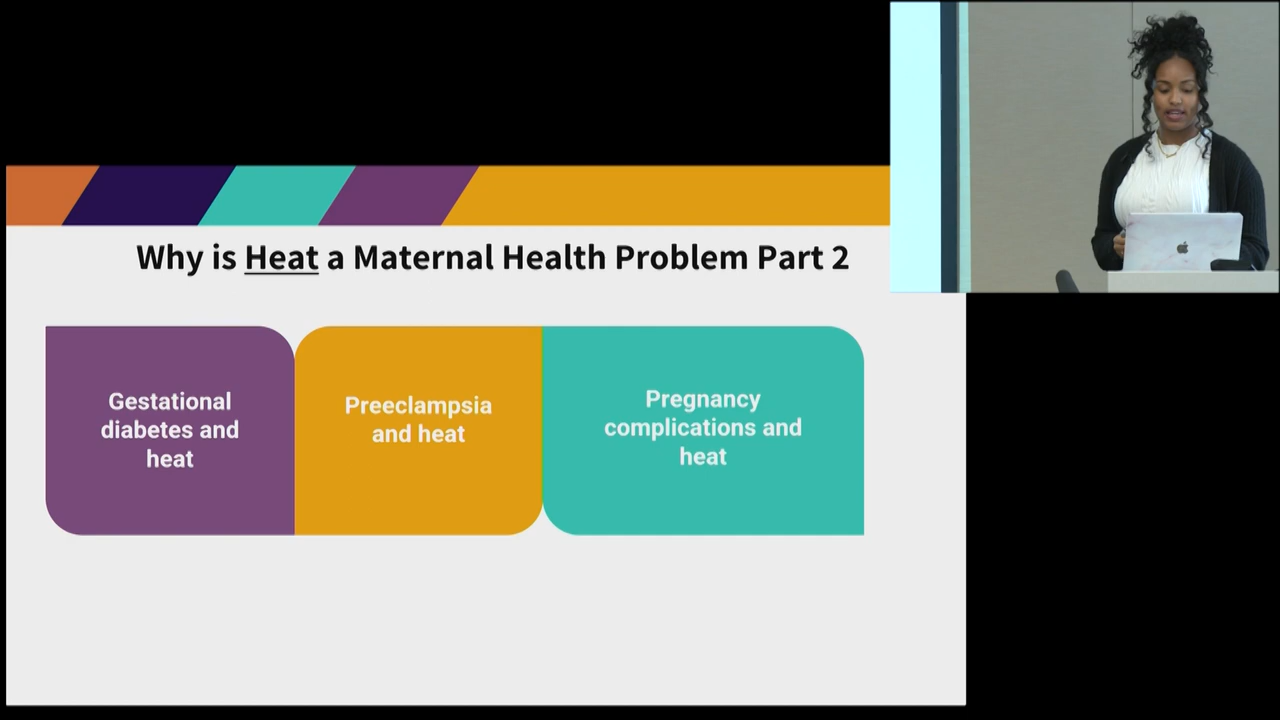 Why is Heat a Maternal Health Problem Part 2
Gestational
diabetes and
heat
Preeclampsia
and heat
Pregnancy
complications and
heat